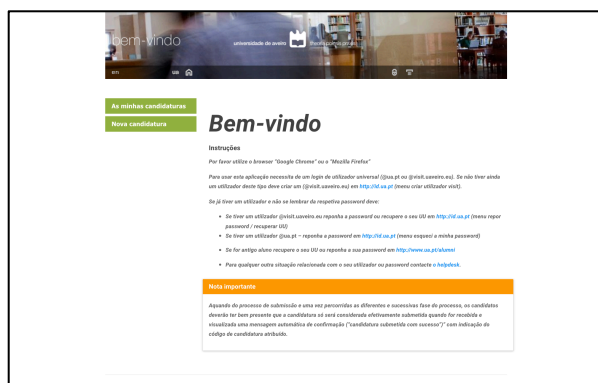 bem-vindo
universidade de aveiro
theoria poiesis praxis
en
ua
As minhas candidaturas
Nova candidatura
Bem-vindo
Instruções
Por favor utilize o browser "Google Chrome" ou o "Mozilla Firefox"
Para usar esta aplicação necessita de um login de utilizador universal (@ua.pt ou @visit.uaveiro.eu). Se não tiver ainda
um utilizador deste tipo deve criar um (@visit.uaveiro.eu) em http://id.ua.pt (menu criar utilizador visit).
Se já tiver um utilizador e não se lembrar da respetiva password deve:
• Se tiver um utilizador @visit.uaveiro.eu reponha a password ou recupere o seu UU em http://id.ua.pt (menu repor
password / recuperar UU)
• Se tiver um utilizador @ua.pt – reponha a password em http://id.ua.pt (menu esqueci a minha password)
• Se for antigo aluno recupere o seu UU ou reponha a sua password em http://www.ua.pt/alumni
• Para qualquer outra situação relacionada com o seu utilizador ou password contacte o helpdesk.
Nota Importante
Aquando do processo de submissão e uma vez percorridas as diferentes e sucessivas fase do processo, os candidatos
deverão ter bem presente que a candidatura só será considerada efetivamente submetida quando for recebida e
visualizada uma mensagem automática de confirmação ("candidatura submetida com sucesso")" com indicação do
código de candidatura atribuído.